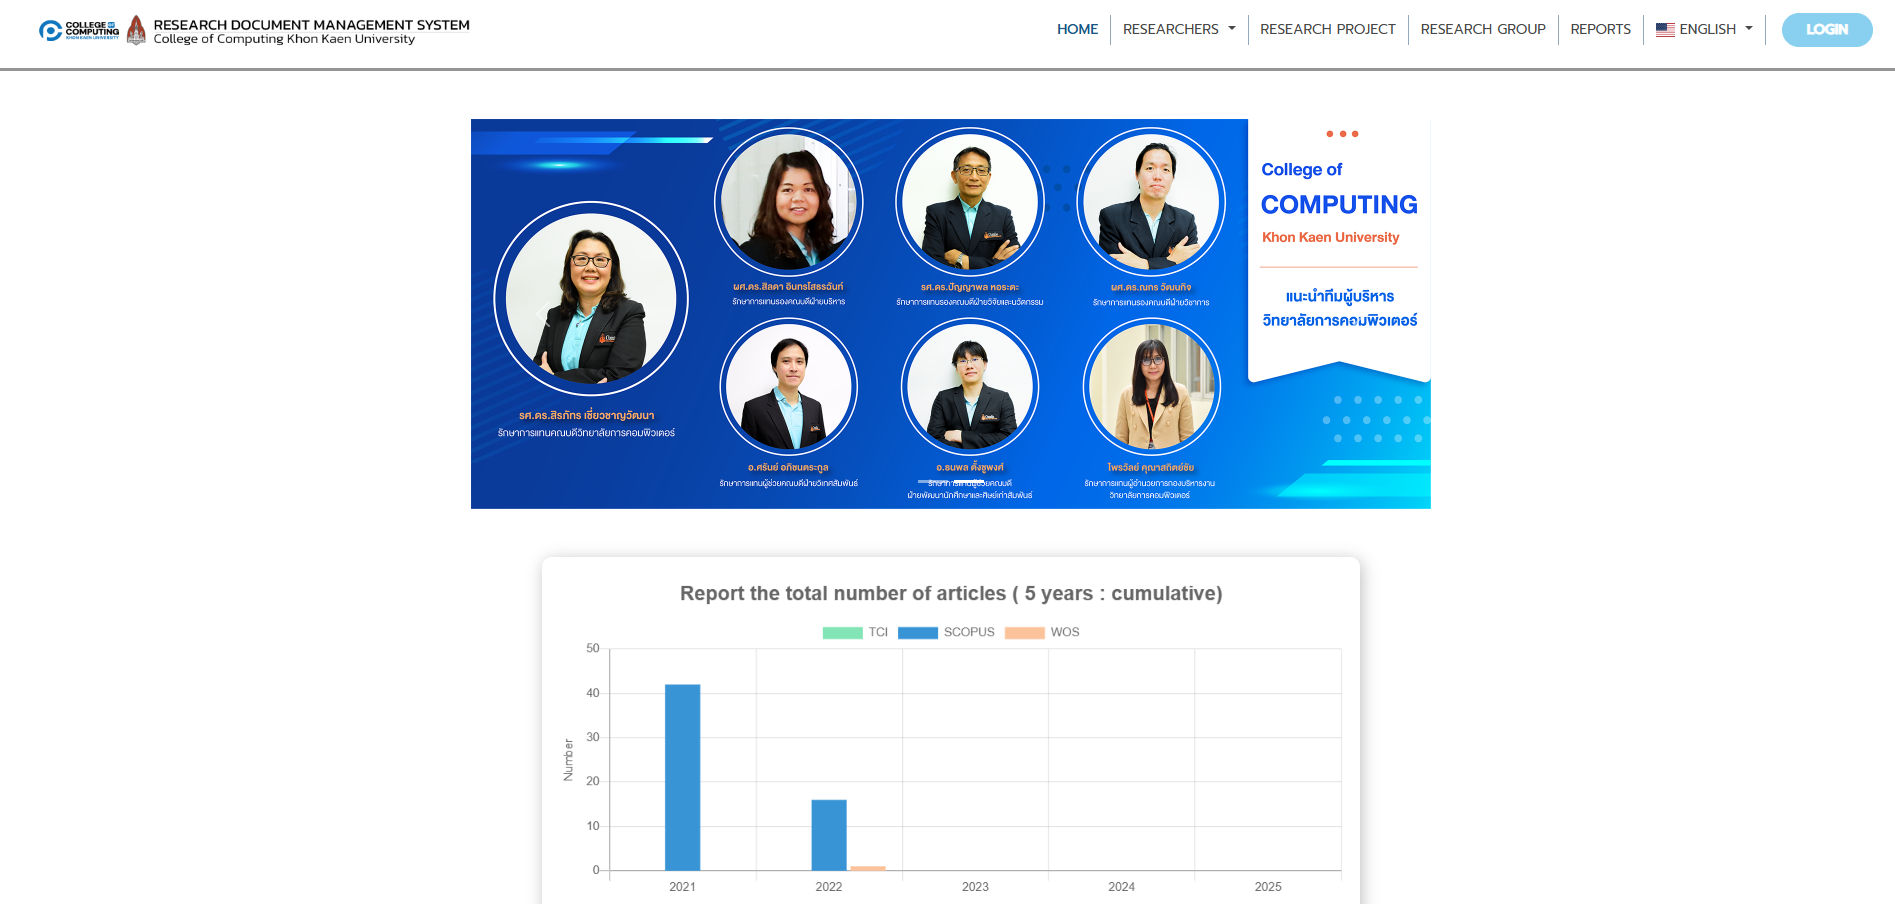 COLLEGE OF
COMPUTING
KHON KAEN UNIVERSITY
RESEARCH DOCUMENT MANAGEMENT SYSTEM
College of Computing Khon Kaen University
HOME
RESEARCHERS
RESEARCH PROJECT
RESEARCH GROUP
REPORTS
ENGLISH
LOGIN
College of
COMPUTING
Khon Kaen University
แนะนำทีมผู้บริหาร
วิทยาลัยการคอมพิวเตอร์
รศ.ดร.สิรภัทร เชี่ยวชาญวัฒนา
รักษาการแทนคณบดีวิทยาลัยการคอมพิวเตอร์
ผศ.ดร.สิลดา อินทรโสธรฉันท์
รักษาการแทนรองคณบดีฝ่ายบริหาร
รศ.ดร.ปัญญาพล หอระตะ
รักษาการแทนรองคณบดีฝ่ายวิจัยและนวัตกรรม
ผศ.ดร.ณกร วัฒนกิจ
รักษาการแทนรองคณบดีฝ่ายวิชาการ
อ.ศรันย์ อภิชนตระกูล
รักษาการแทนผู้ช่วยคณบดีฝ่ายวิเทศสัมพันธ์
อ.ธนพล ตั้งชูพงศ์
รักษาการแทนผู้ช่วยคณบดี
ฝ่ายพัฒนานักศึกษาและศิษย์เก่าสัมพันธ์
ไพรวัลย์ คุณาสถิตย์ชัย
รักษาการแทนผู้อำนวยการกองบริหารงาน
วิทยาลัยการคอมพิวเตอร์
Report the total number of articles ( 5 years : cumulative)
TCI
SCOPUS
WOS
Number
50
40
30
20
10
0
2021
2022
2023
2024
2025